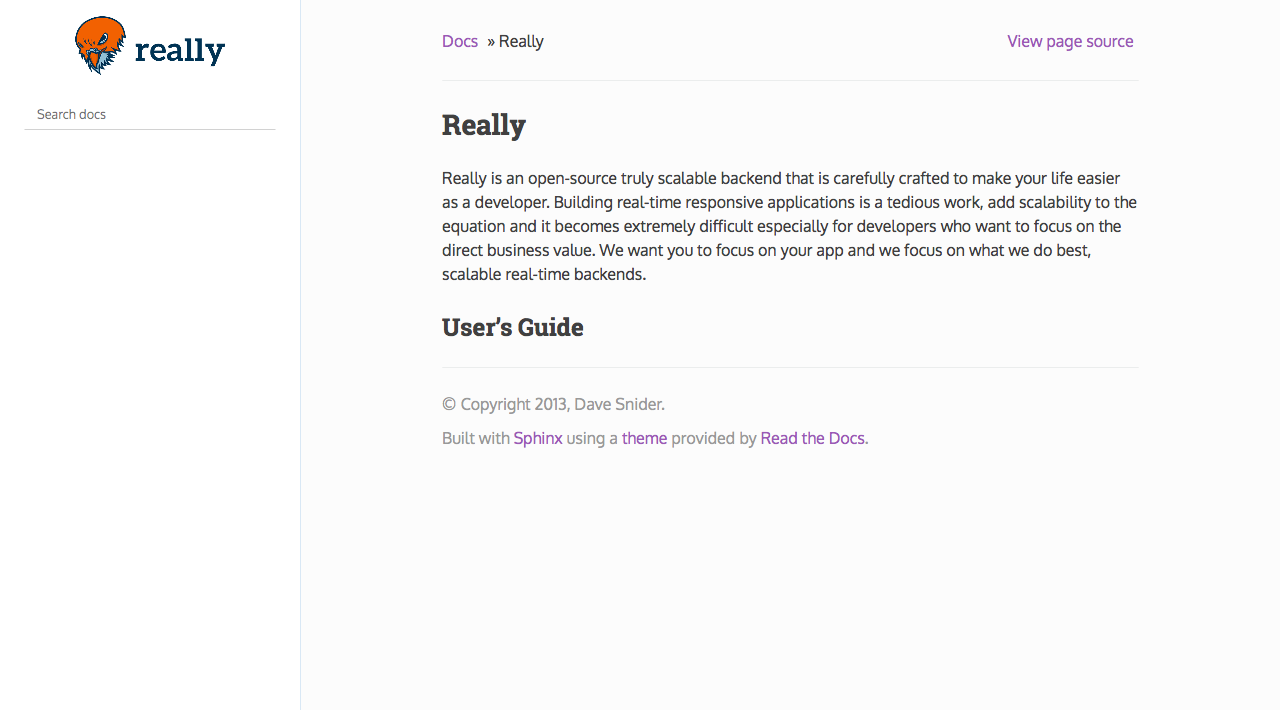 really
Search docs
Docs » Really
View page source
Really
Really is an open-source truly scalable backend that is carefully crafted to make your life easier
as a developer. Building real-time responsive applications is a tedious work, add scalability to the
equation and it becomes extremely difficult especially for developers who want to focus on the
direct business value. We want you to focus on your app and we focus on what we do best,
scalable real-time backends.
User’s Guide
© Copyright 2013, Dave Snider.
Built with Sphinx using a theme provided by Read the Docs.